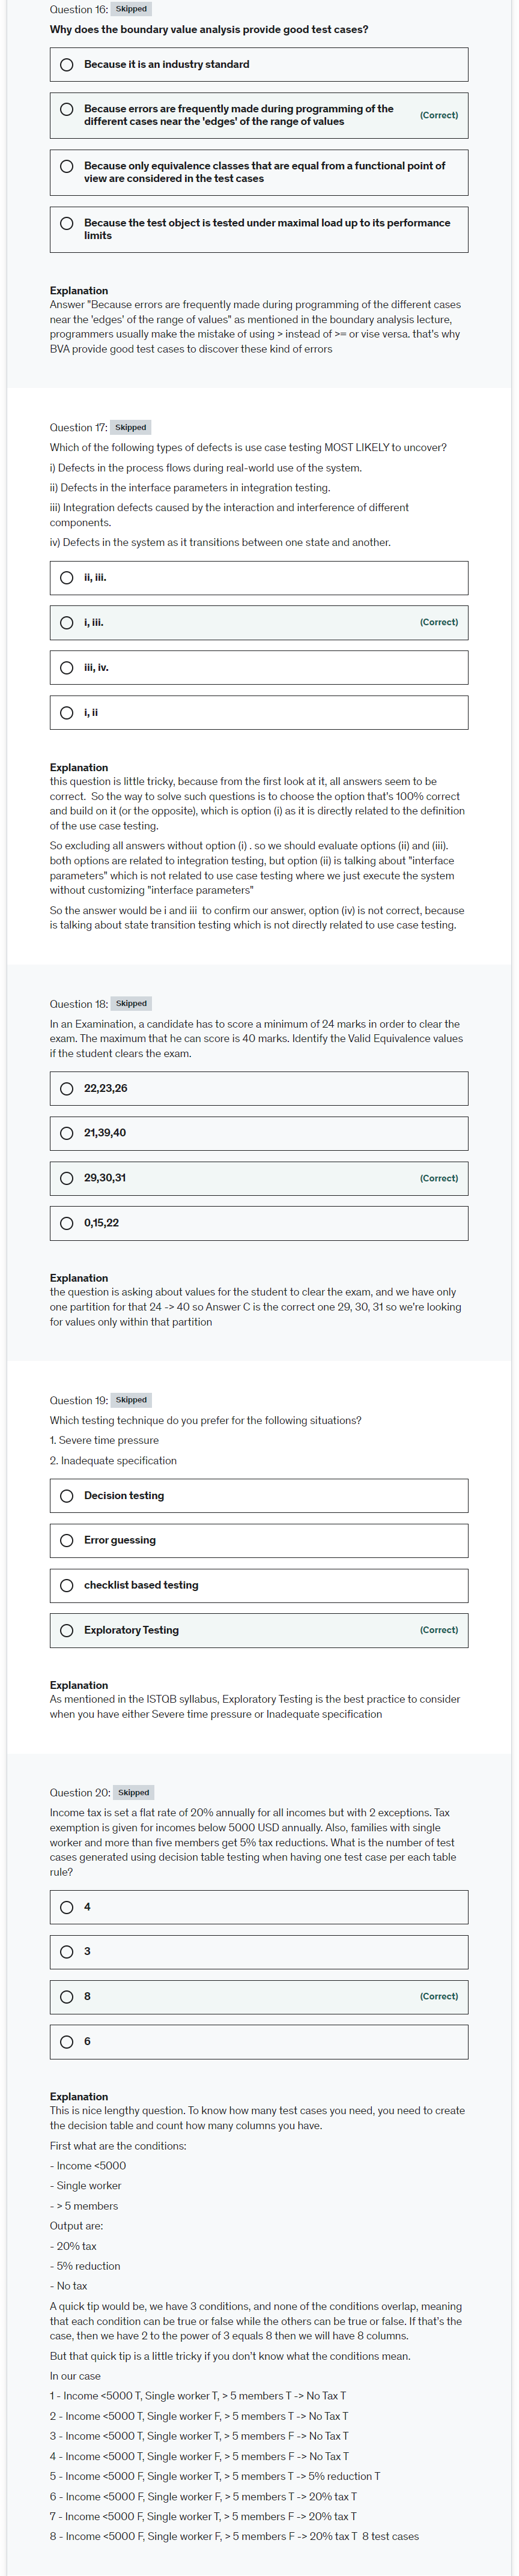 Question 16: Skipped
Why does the boundary value analysis provide good test cases?
Because it is an industry standard
Because errors are frequently made during programming of the
different cases near the 'edges' of the range of values
(Correct)
Because only equivalence classes that are equal from a functional point of
view are considered in the test cases
Because the test object is tested under maximal load up to its performance
limits
Explanation
Answer "Because errors are frequently made during programming of the different cases
near the 'edges' of the range of values" as mentioned in the boundary analysis lecture,
programmers usually make the mistake of using > instead of >= or vise versa. that's why
BVA provide good test cases to discover these kind of errors
Question 17: Skipped
Which of the following types of defects is use case testing MOST LIKELY to uncover?
i) Defects in the process flows during real-world use of the system.
ii) Defects in the interface parameters in integration testing.
iii) Integration defects caused by the interaction and interference of different
components.
iv) Defects in the system as it transitions between one state and another.
ii, iii.
i, iii.
(Correct)
iii, iv.
i, ii
Explanation
this question is little tricky, because from the first look at it, all answers seem to be
correct.  So the way to solve such questions is to choose the option that's 100% correct
and build on it (or the opposite), which is option (i) as it is directly related to the definition
of the use case testing.
So excluding all answers without option (i) . so we should evaluate options (ii) and (iii).
both options are related to integration testing, but option (ii) is talking about "interface
parameters" which is not related to use case testing where we just execute the system
without customizing "interface parameters"
So the answer would be i and iii  to confirm our answer, option (iv) is not correct, because
is talking about state transition testing which is not directly related to use case testing.
Question 18: Skipped
In an Examination, a candidate has to score a minimum of 24 marks in order to clear the
exam. The maximum that he can score is 40 marks. Identify the Valid Equivalence values
if the student clears the exam.
22,23,26
21,39,40
29,30,31
(Correct)
0,15,22
Explanation
the question is asking about values for the student to clear the exam, and we have only
one partition for that 24 -> 40 so Answer C is the correct one 29, 30, 31 so we're looking
for values only within that partition
Question 19: Skipped
Which testing technique do you prefer for the following situations?
1. Severe time pressure
2. Inadequate specification
Decision testing
Error guessing
checklist based testing
Exploratory Testing
(Correct)
Explanation
As mentioned in the ISTQB syllabus, Exploratory Testing is the best practice to consider
when you have either Severe time pressure or Inadequate specification
Question 20: Skipped
Income tax is set a flat rate of 20% annually for all incomes but with 2 exceptions. Tax
exemption is given for incomes below 5000 USD annually. Also, families with single
worker and more than five members get 5% tax reductions. What is the number of test
cases generated using decision table testing when having one test case per each table
rule?
4
3
8
(Correct)
6
Explanation
This is nice lengthy question. To know how many test cases you need, you need to create
the decision table and count how many columns you have.
First what are the conditions:
- Income <5000
- Single worker
- > 5 members
Output are:
- 20% tax
- 5% reduction
- No tax
A quick tip would be, we have 3 conditions, and none of the conditions overlap, meaning
that each condition can be true or false while the others can be true or false. If that's the
case, then we have 2 to the power of 3 equals 8 then we will have 8 columns.
But that quick tip is a little tricky if you don't know what the conditions mean.
In our case
1 - Income <5000 T, Single worker T, > 5 members T -> No Tax T
2 - Income <5000 T, Single worker F, > 5 members T -> No Tax T
3 - Income <5000 T, Single worker T, > 5 members F -> No Tax T
4 - Income <5000 T, Single worker F, > 5 members F -> No Tax T
5 - Income <5000 F, Single worker T, > 5 members T -> 5% reduction T
6 - Income <5000 F, Single worker F, > 5 members T -> 20% tax T
7 - Income <5000 F, Single worker T, > 5 members F -> 20% tax T
8 - Income <5000 F, Single worker F, > 5 members F -> 20% tax T  8 test cases